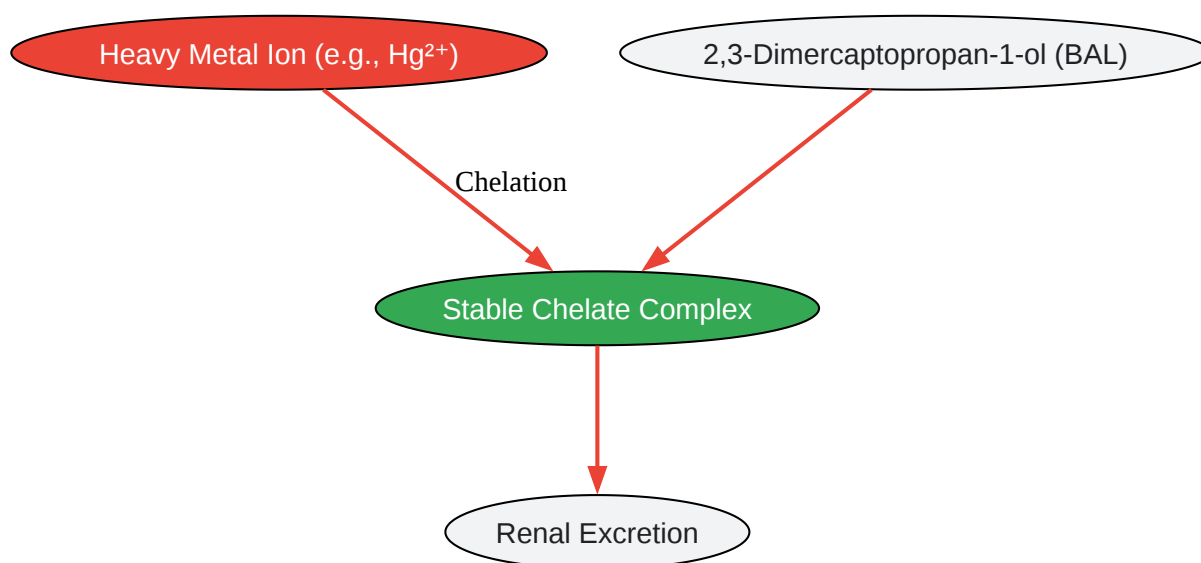 Heavy Metal Ion (e.g., Hg²⁺)
2,3-Dimercaptopropan-1-ol (BAL)
Chelation
Stable Chelate Complex
Renal Excretion